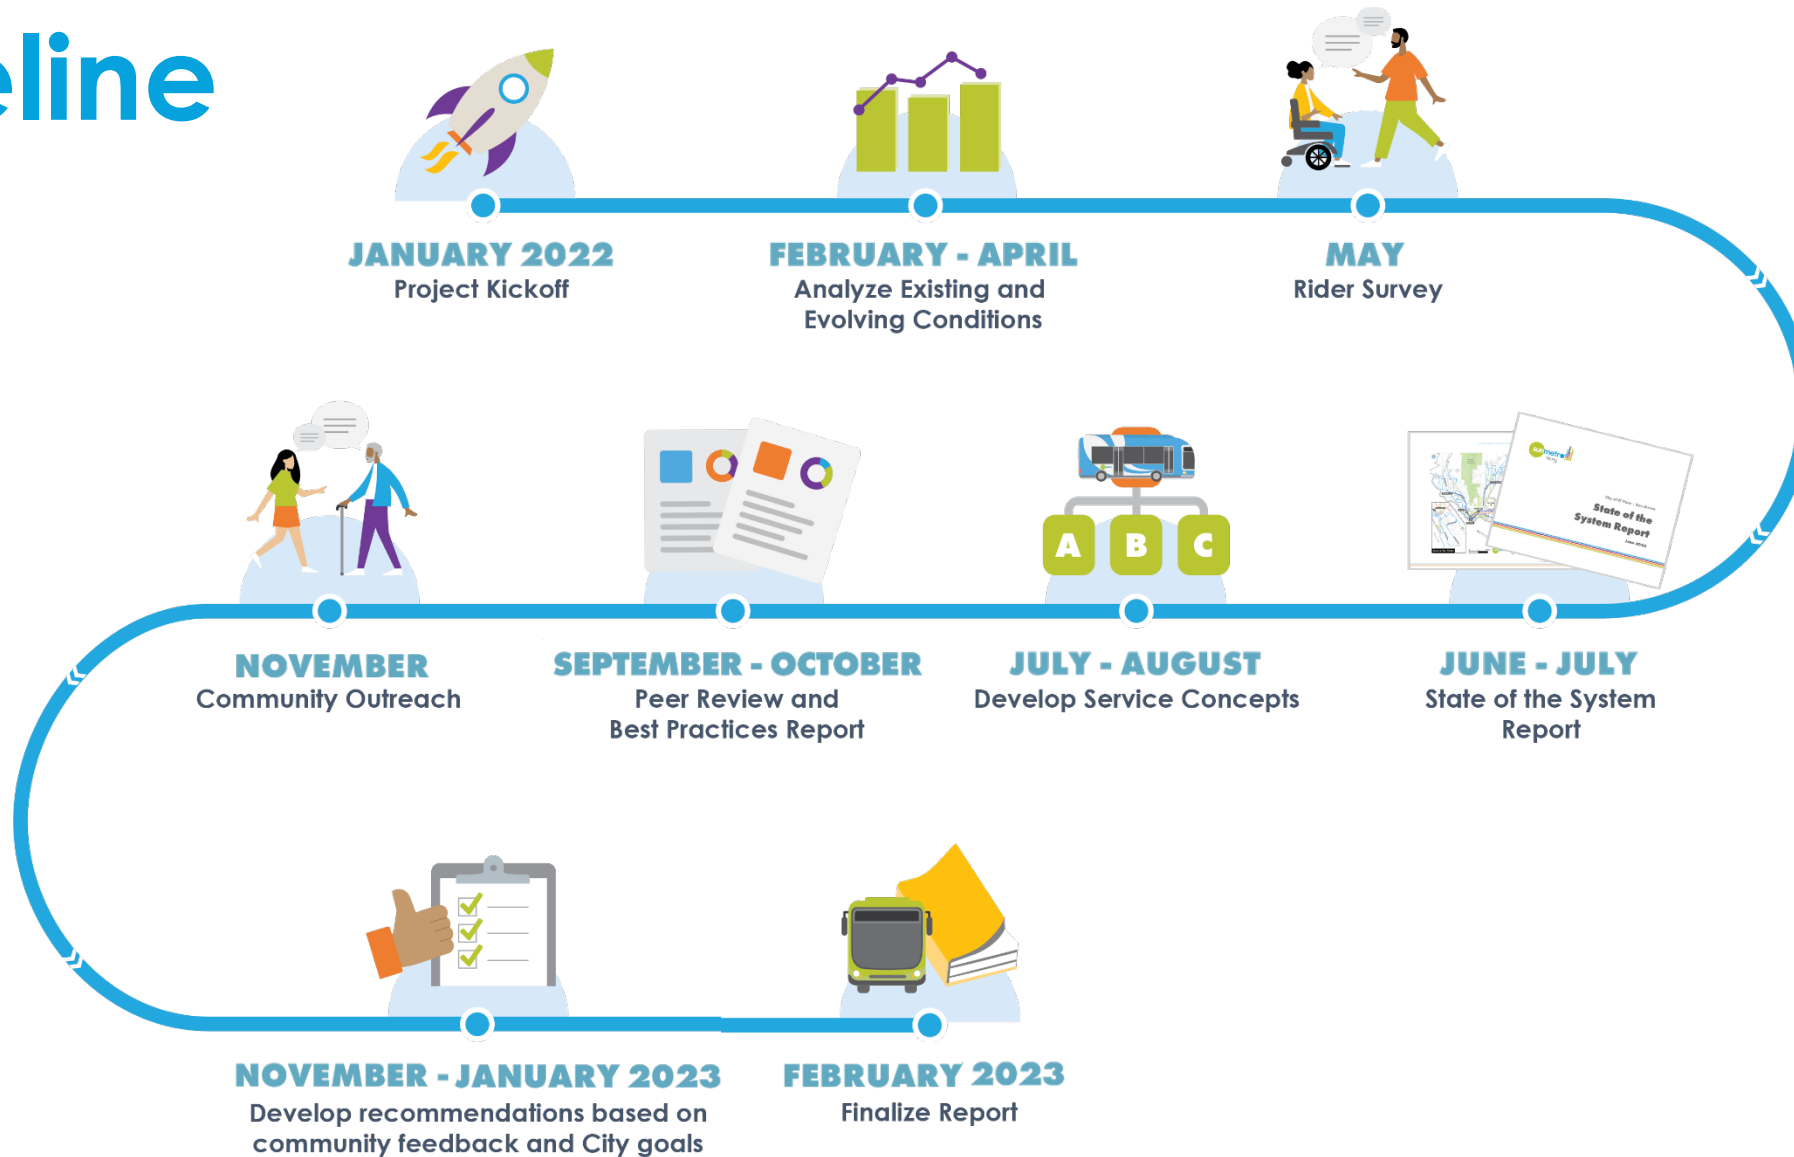 eline
JANUARY 2022
Project Kickoff
FEBRUARY - APRIL
Analyze Existing and
Evolving Conditions
MAY
Rider Survey
NOVEMBER
Community Outreach
SEPTEMBER - OCTOBER
Peer Review and
Best Practices Report
A B C
JULY - AUGUST
Develop Service Concepts
sun metro
State of the
System Report
JUNE - JULY
State of the System
Report
NOVEMBER - JANUARY 2023
Develop recommendations based on
community feedback and City goals
FEBRUARY 2023
Finalize Report